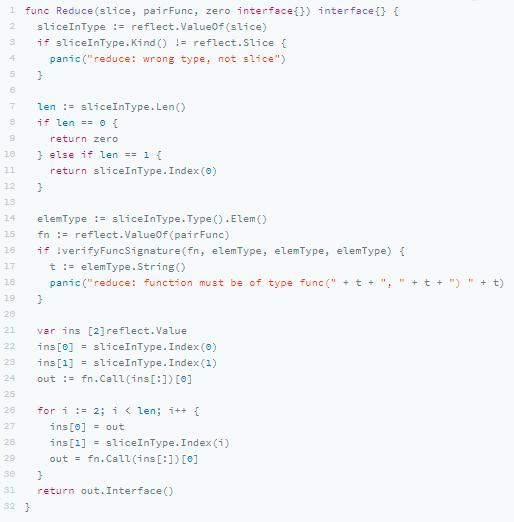 1 func Reduce(slice, pairFunc, zero interface{}) interface{} {
2   sliceInType := reflect.ValueOf(slice)
3   if sliceInType.Kind() != reflect.Slice {
4     panic("reduce: wrong type, not slice")
5   }
6
7   len := sliceInType.Len()
8   if len == 0 {
9     return zero
10   } else if len == 1 {
11     return sliceInType.Index(0)
12   }
13
14   elemType := sliceInType.Type().Elem()
15   fn := reflect.ValueOf(pairFunc)
16   if !verifyFuncSignature(fn, elemType, elemType, elemType) {
17     t := elemType.String()
18     panic("reduce: function must be of type func(" + t + ", " + t + ") " + t)
19   }
20
21   var ins [2]reflect.Value
22   ins[0] = sliceInType.Index(0)
23   ins[1] = sliceInType.Index(1)
24   out := fn.Call(ins[:])[0]
25
26   for i := 2; i < len; i++ {
27     ins[0] = out
28     ins[1] = sliceInType.Index(i)
29     out = fn.Call(ins[:])[0]
30   }
31   return out.Interface()
32 }